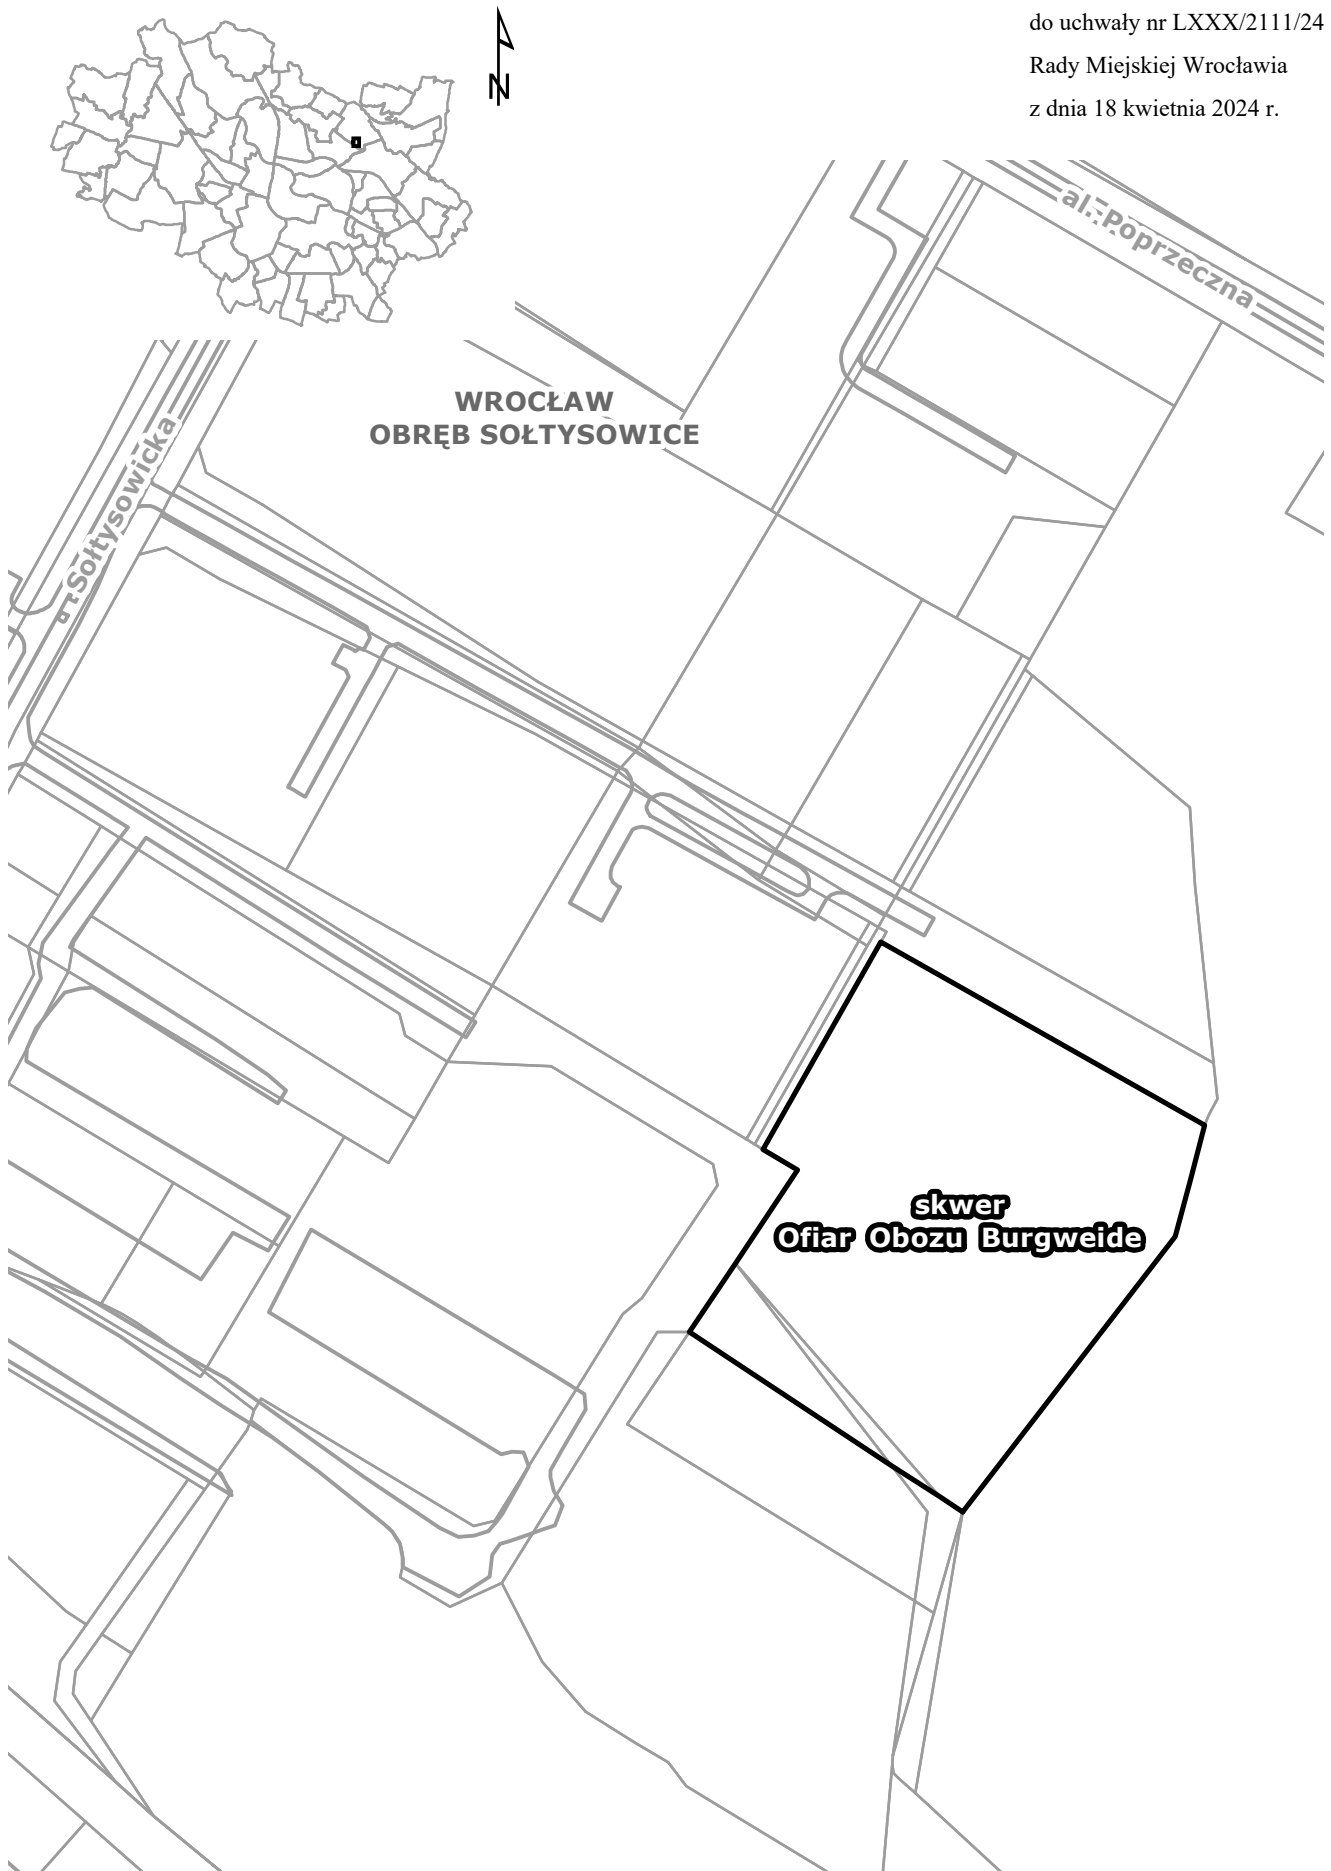 do uchwały nr LXXX/2111/24
Rady Miejskiej Wrocławia
z dnia 18 kwietnia 2024 r.
N
al. Poprzeczna
WROCŁAW
OBRĘB SOŁTYSOWICE
Sołtysowicka
skwer
Ofiar Obozu Burgweide